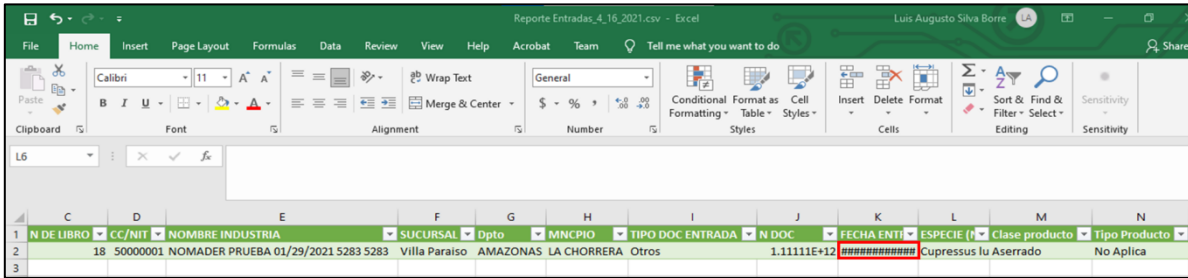 Reporte Entradas_4_16_2021.csv - Excel
Luis Augusto Silva Borre LA
File Home Insert Page Layout Formulas Data Review View Help Acrobat Team Tell me what you want to do Share
Paste
Clipboard
Calibri 11 A A
B I U A
Font
Wrap Text
Merge & Center
Alignment
General
$ % ,
Number
Conditional Formatting
Format as Table
Cell Styles
Styles
Insert Delete Format
Cells
Sort & Filter
Find & Select
Editing
Sensitivity
Sensitivity
L6 fx
C D E F G H I J K L M N
1 N DE LIBRO CC/NIT NOMBRE INDUSTRIA SUCURSAL Dpto MNCPIO TIPO DOC ENTRADA N DOC FECHA ENTR ESPECIE (N Clase producto Tipo Producto
2 18 50000001 NOMADER PRUEBA 01/29/2021 5283 5283 Villa Paraiso AMAZONAS LA CHORRERA Otros 1.11111E+12 ############ Cupressus lu Aserrado No Aplica
3